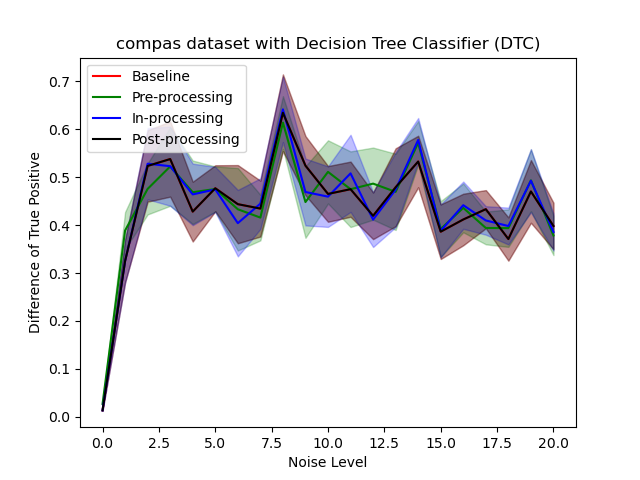 compas dataset with Decision Tree Classifier (DTC)
Baseline
Pre-processing
In-processing
Post-processing
Difference of True Positive
0.7
0.6
0.5
0.4
0.3
0.2
0.1
0.0
0.0 2.5 5.0 7.5 10.0 12.5 15.0 17.5 20.0
Noise Level